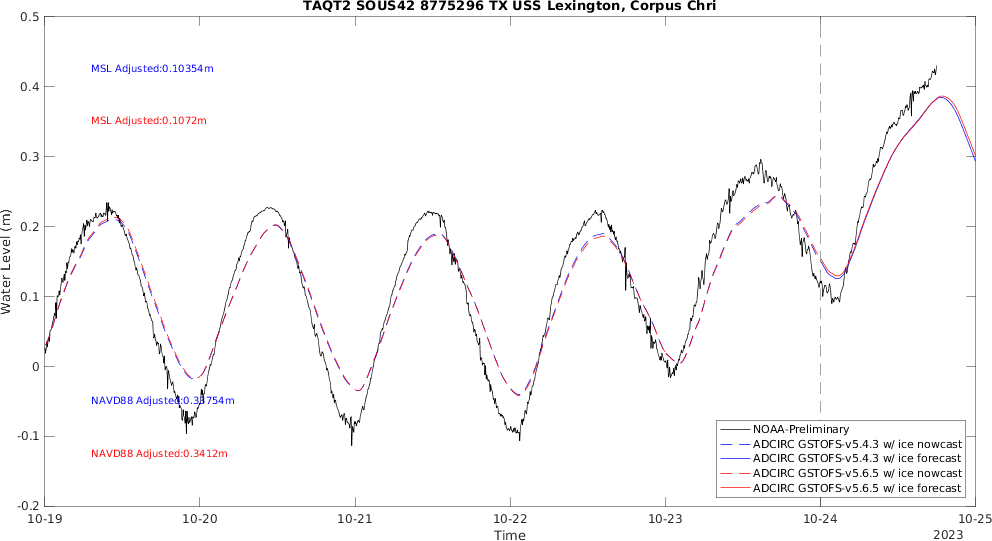 TAQT2 SOUS42 8775296 TX USS Lexington, Corpus Chri
0.5
0.4
0.3
0.2
0.1
0
-0.1
-0.2
Water Level (m)
MSL Adjusted:0.10354m
MSL Adjusted:0.1072m
NAVD88 Adjusted:0.33754m
NAVD88 Adjusted:0.3412m
NOAA-Preliminary
ADCIRC GSTOFS-v5.4.3 w/ ice nowcast
ADCIRC GSTOFS-v5.4.3 w/ ice forecast
ADCIRC GSTOFS-v5.6.5 w/ ice nowcast
ADCIRC GSTOFS-v5.6.5 w/ ice forecast
10-19 10-20 10-21 10-22 10-23 10-24 10-25
Time
2023